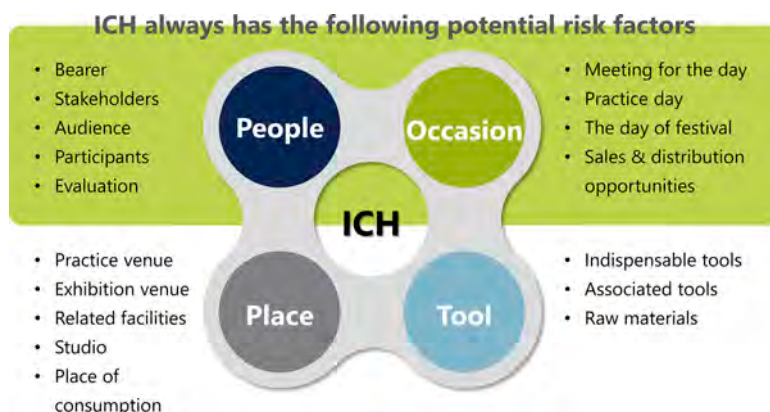 ICH always has the following potential risk factors
• Bearer
• Stakeholders
• Audience
• Participants
• Evaluation
People
Occasion
• Meeting for the day
• Practice day
• The day of festival
• Sales & distribution
opportunities
ICH
• Practice venue
• Exhibition venue
• Related facilities
• Studio
• Place of
consumption
Place
Tool
• Indispensable tools
• Associated tools
• Raw materials